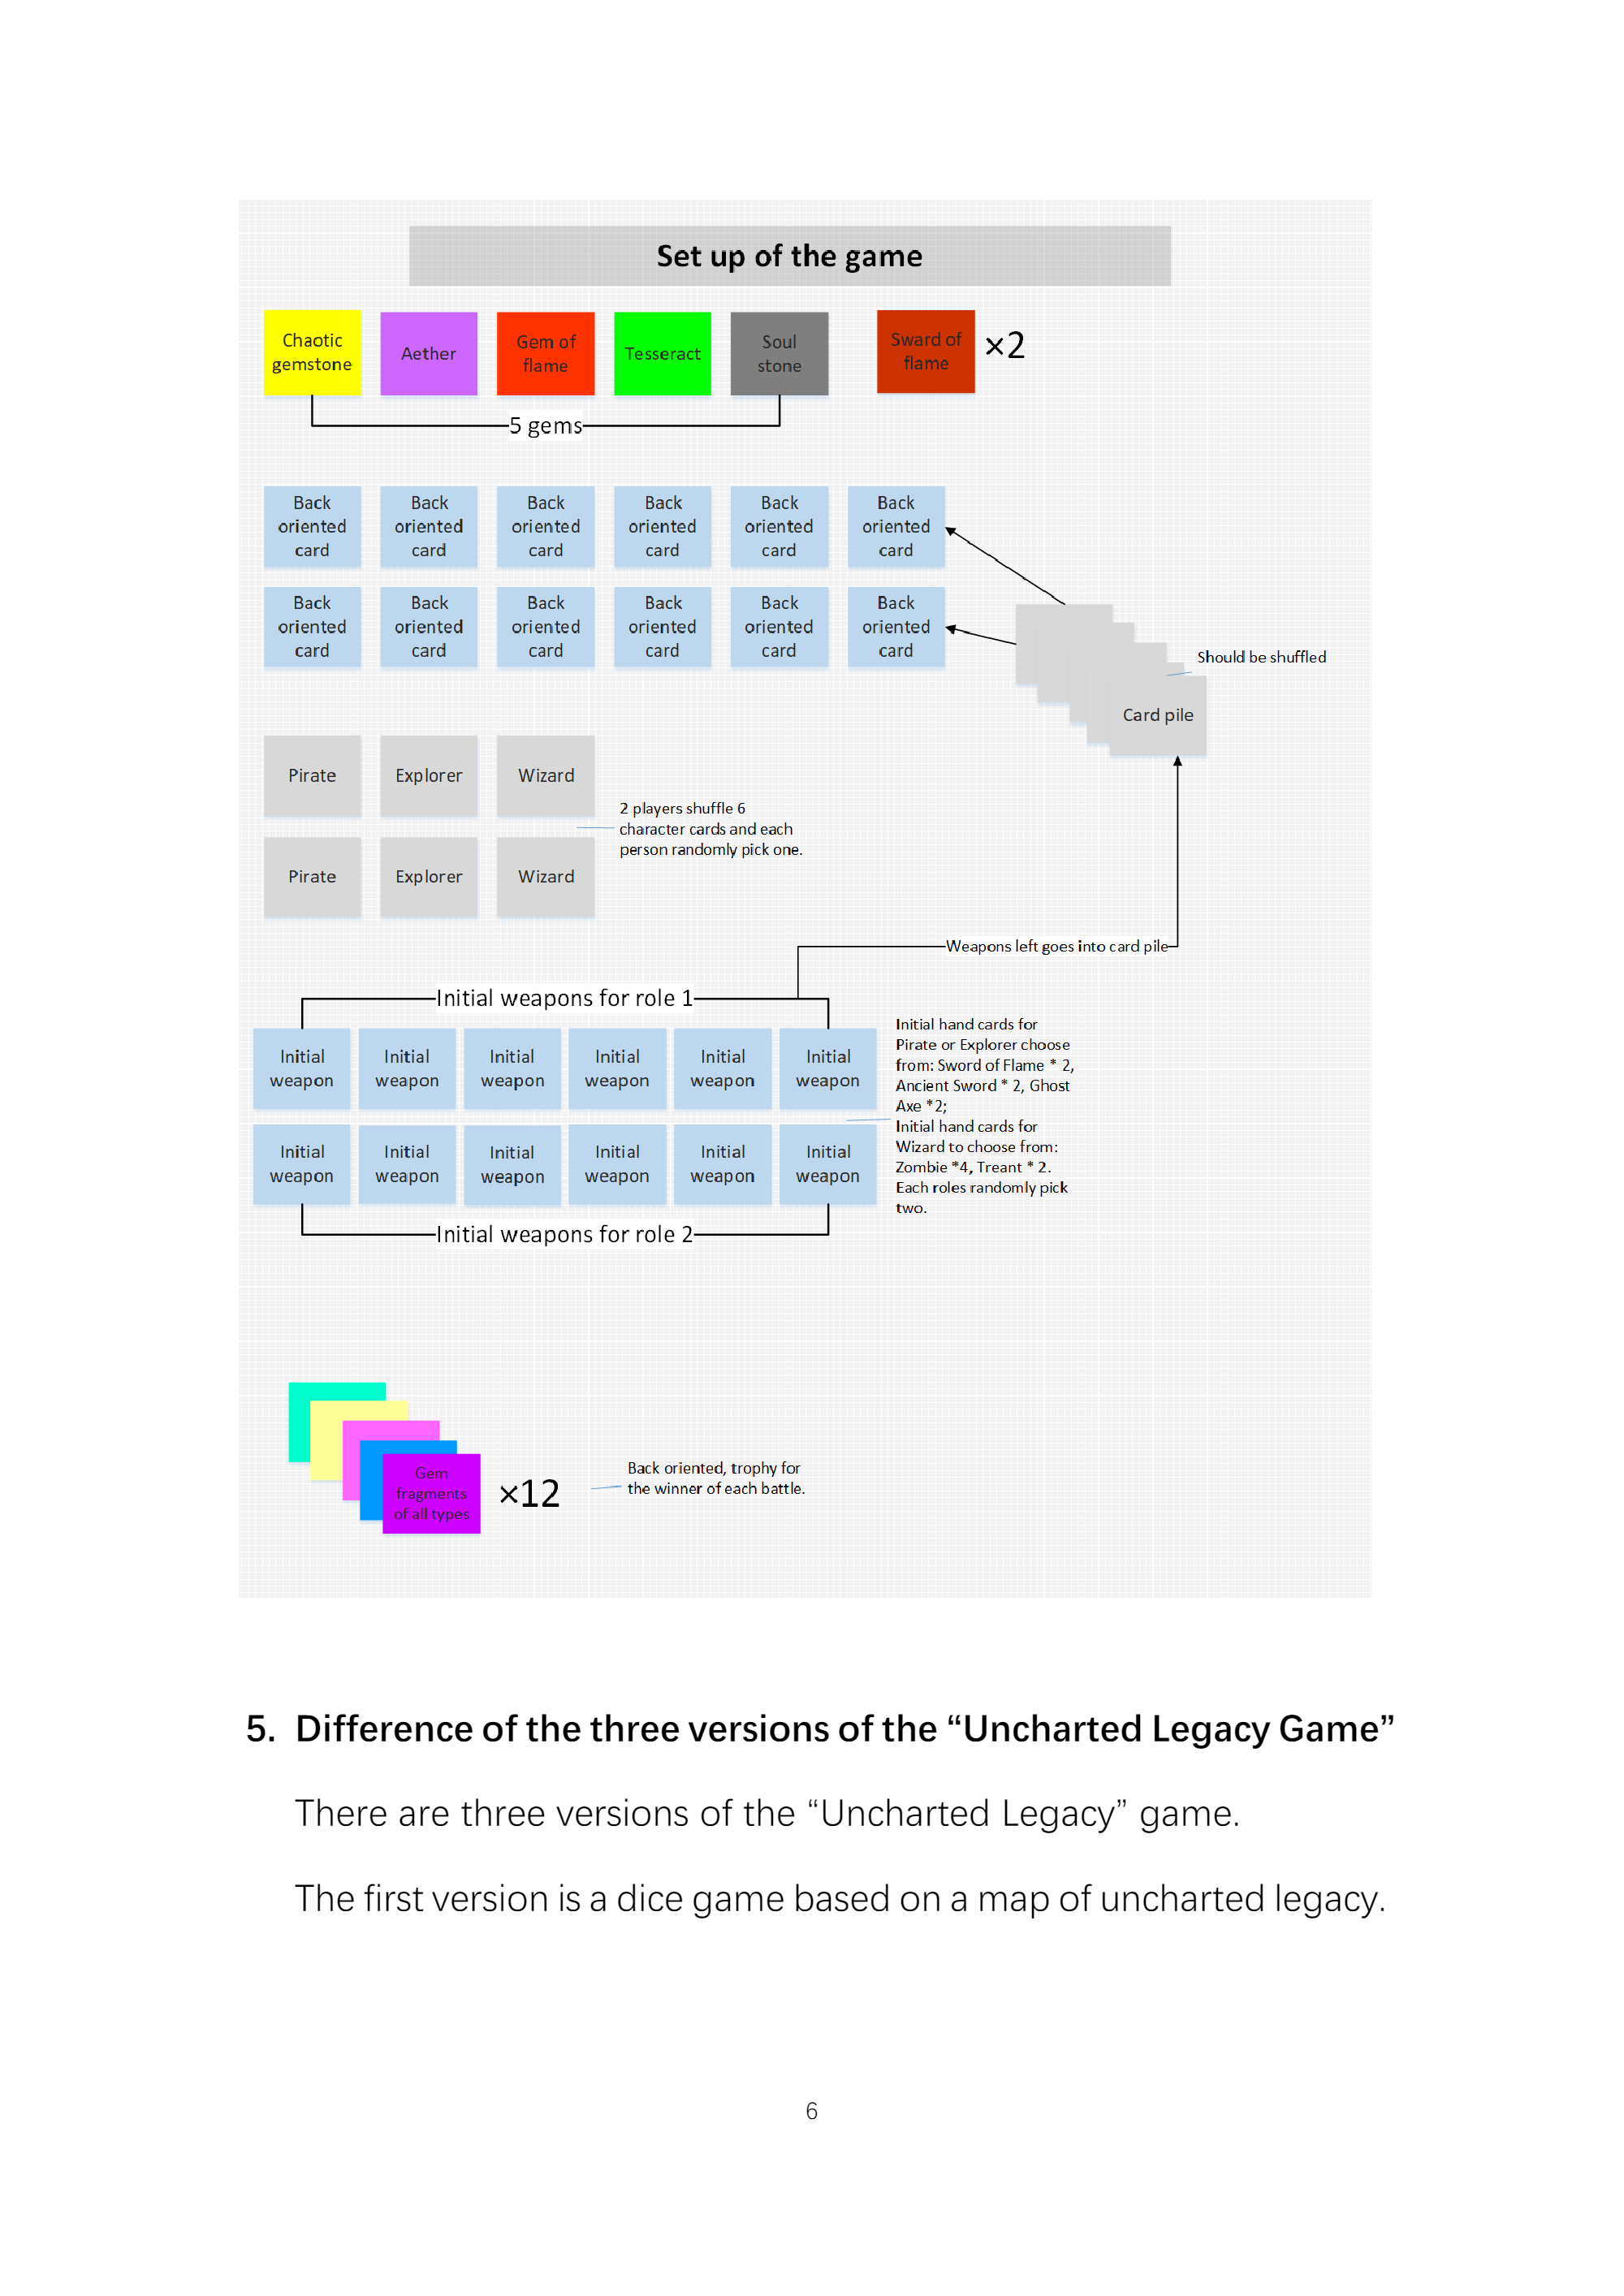 Set up of the game
Chaotic
gemstone
Aether
Gem of
flame
Tesseract
Soul
stone
Sward of
flame
×2
5 gems
Back
oriented
card
Back
oriented
card
Back
oriented
card
Back
oriented
card
Back
oriented
card
Back
oriented
card
Back
oriented
card
Back
oriented
card
Back
oriented
card
Back
oriented
card
Back
oriented
card
Back
oriented
card
Should be shuffled
Card pile
Pirate
Explorer
Wizard
2 players shuffle 6
character cards and each
person randomly pick one.
Pirate
Explorer
Wizard
Weapons left goes into card pile
Initial weapons for role 1
Initial
weapon
Initial
weapon
Initial
weapon
Initial
weapon
Initial
weapon
Initial
weapon
Initial hand cards for
Pirate or Explorer choose
from: Sword of Flame * 2,
Ancient Sword * 2, Ghost
Axe *2;
Initial hand cards for
Wizard to choose from:
Zombie *4, Treant * 2.
Each roles randomly pick
two.
Initial
weapon
Initial
weapon
Initial
weapon
Initial
weapon
Initial
weapon
Initial
weapon
Initial weapons for role 2
Gem
fragments
of all types
×12
Back oriented, trophy for
the winner of each battle.
5. Difference of the three versions of the “Uncharted Legacy Game”
There are three versions of the “Uncharted Legacy” game.
The first version is a dice game based on a map of uncharted legacy.
6